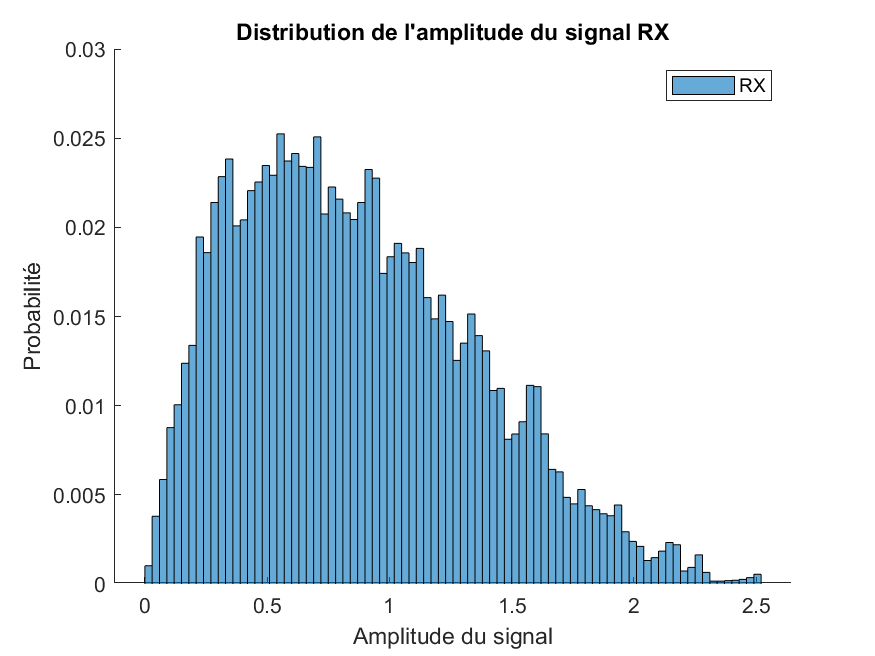 Distribution de l'amplitude du signal RX
RX
Probabilité
0.03
0.025
0.02
0.015
0.01
0.005
0
0 0.5 1 1.5 2 2.5
Amplitude du signal